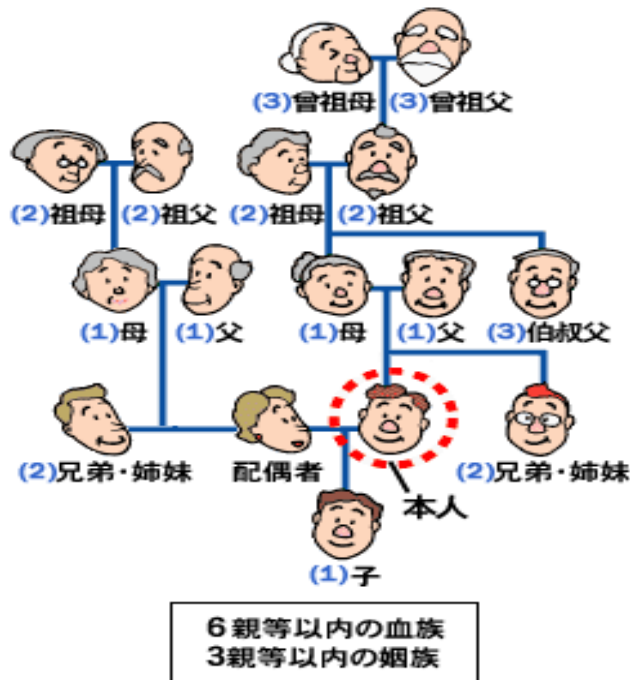 (3)曾祖母 (3)曾祖父
(2)祖母 (2)祖父 (2)祖母 (2)祖父
(1)母 (1)父 (1)母 (1)父 (3)伯叔父
(2)兄弟・姉妹 配偶者 (2)兄弟・姉妹
本人
(1)子
6親等以内の血族
3親等以内の姻族